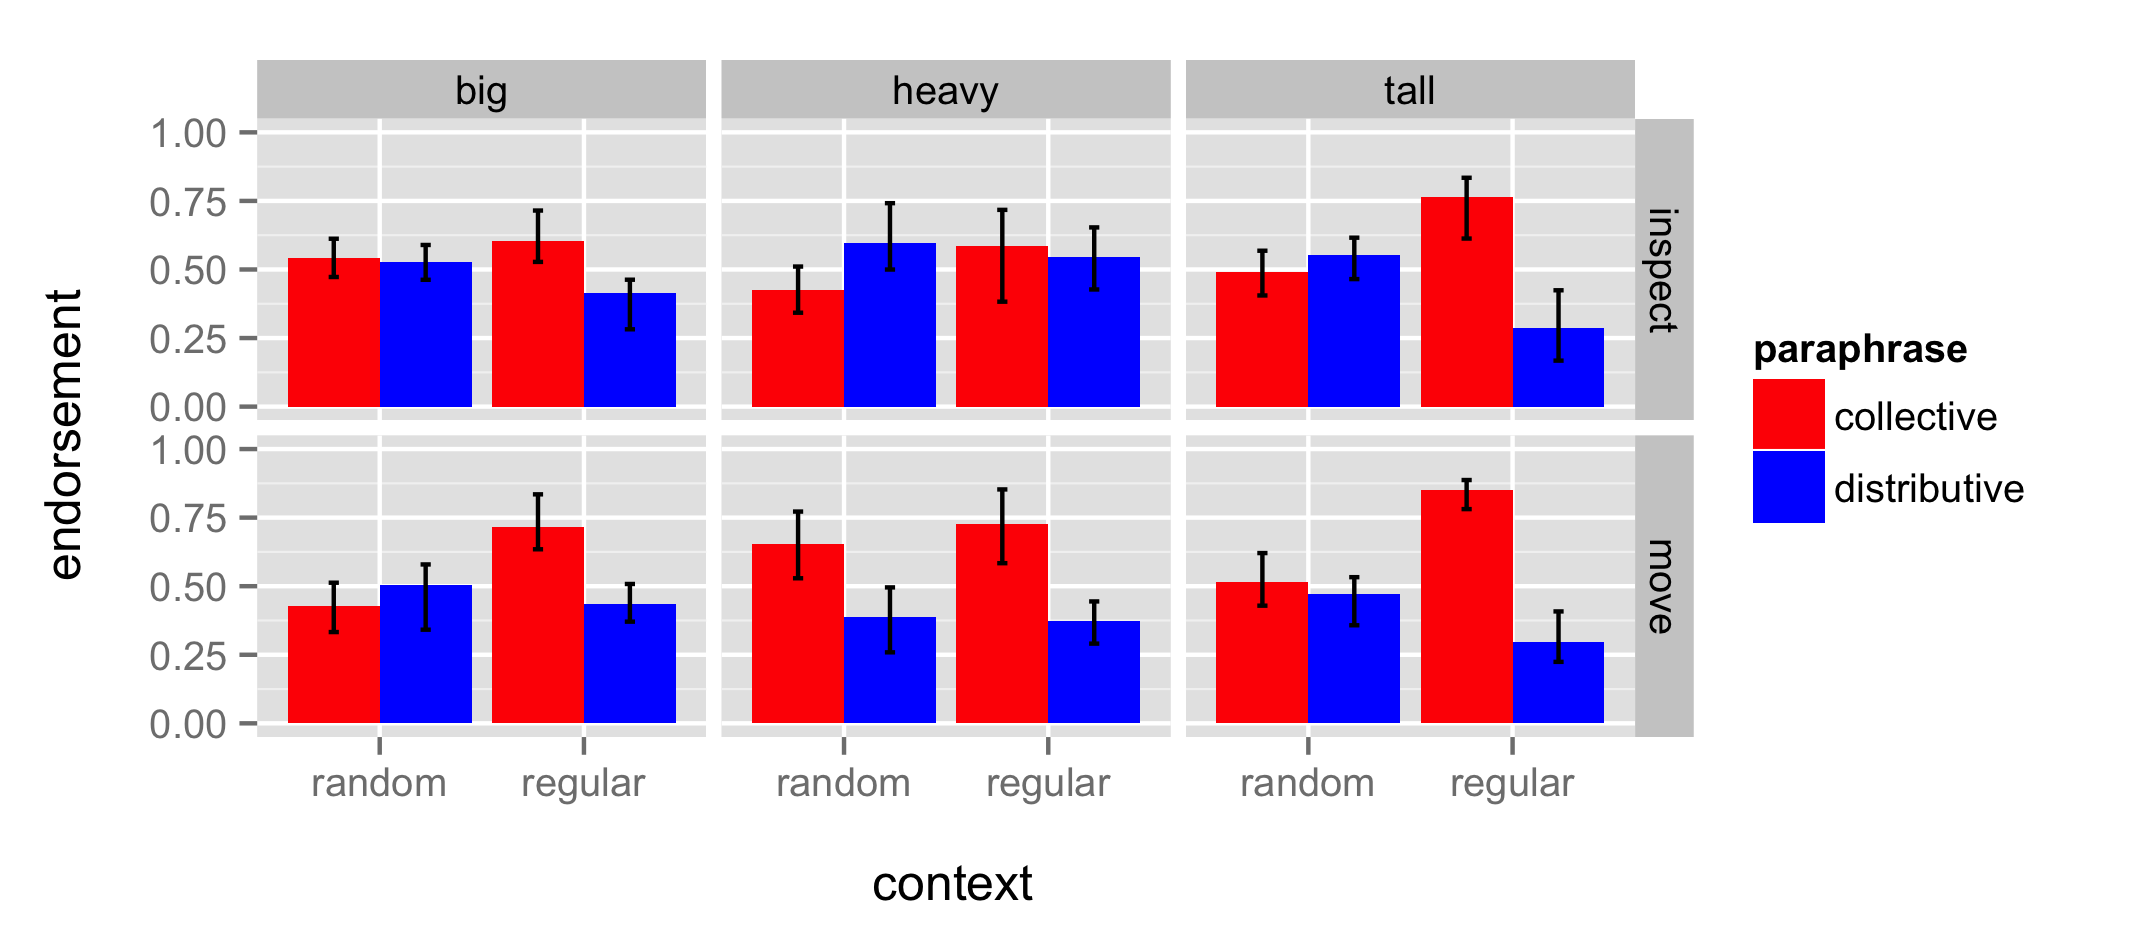 big heavy tall
1.00
0.75
0.50
0.25
0.00
inspect
1.00
0.75
0.50
0.25
0.00
move
endorsement
random regular random regular random regular
context
paraphrase
collective
distributive